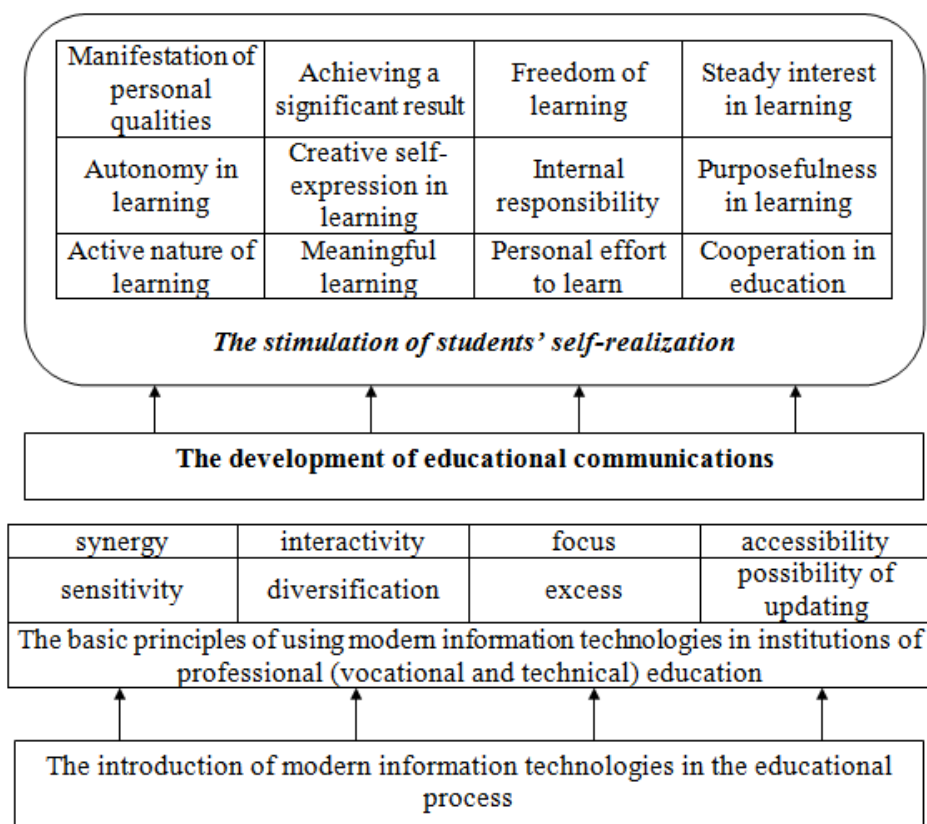 Manifestation of
personal
qualities
Achieving a
significant result
Freedom of
learning
Steady interest
in learning
Autonomy in
learning
Creative self-
expression in
learning
Internal
responsibility
Purposefulness
in learning
Active nature of
learning
Meaningful
learning
Personal effort
to learn
Cooperation in
education
The stimulation of students’ self-realization
The development of educational communications
synergy
interactivity
focus
accessibility
sensitivity
diversification
excess
possibility of
updating
The basic principles of using modern information technologies in institutions of
professional (vocational and technical) education
The introduction of modern information technologies in the educational
process